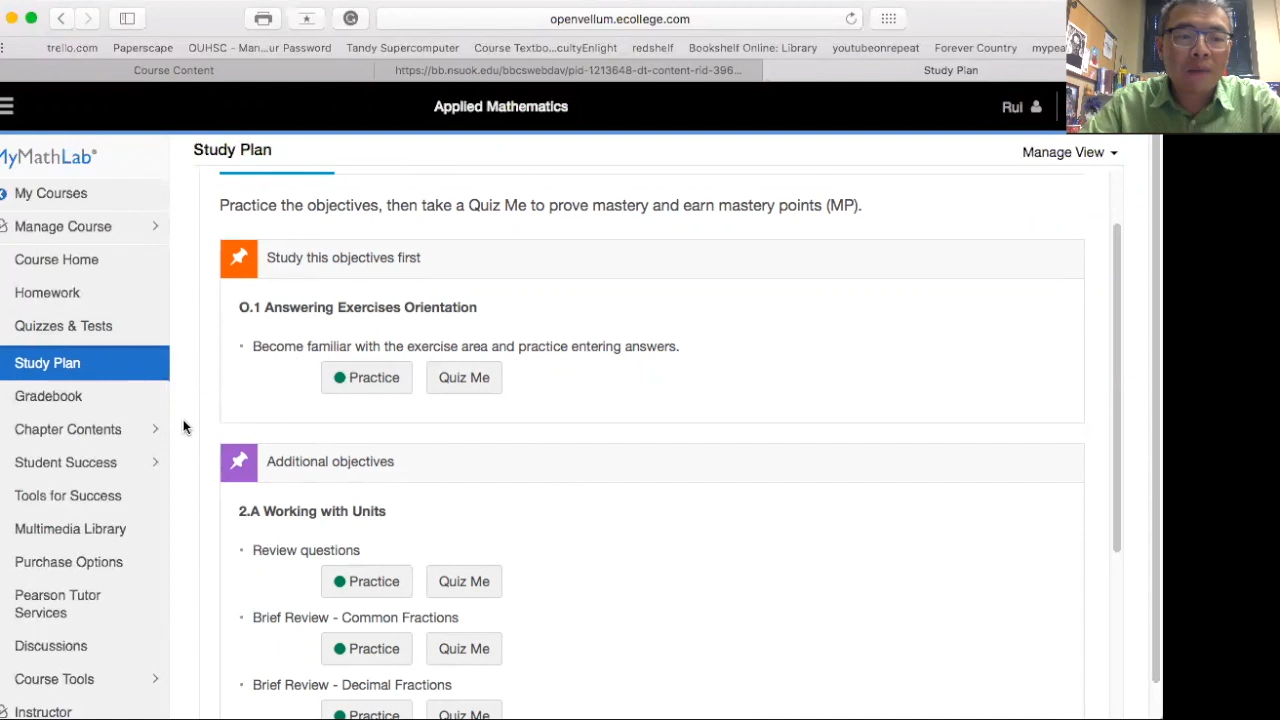 openvellum.ecollege.com
trello.com
Paperscape
OUHSC - Man...ur Password
Tandy Supercomputer
Course Textbo...cultyEnlight
redshelf
Bookshelf Online: Library
youtubeonrepeat
Forever Country
mypea
Course Content
https://bb.nsuok.edu/bbcswebdav/pid-1213648-dt-content-rid-396...
Study Plan
Applied Mathematics
Rui
MyMathLab®
My Courses
Manage Course
Course Home
Homework
Quizzes & Tests
Study Plan
Gradebook
Chapter Contents
Student Success
Tools for Success
Multimedia Library
Purchase Options
Pearson Tutor
Services
Discussions
Course Tools
Instructor
Study Plan
Manage View
Practice the objectives, then take a Quiz Me to prove mastery and earn mastery points (MP).
Study this objectives first
O.1 Answering Exercises Orientation
Become familiar with the exercise area and practice entering answers.
Practice
Quiz Me
Additional objectives
2.A Working with Units
Review questions
Practice
Quiz Me
Brief Review - Common Fractions
Practice
Quiz Me
Brief Review - Decimal Fractions
Practice
Quiz Me